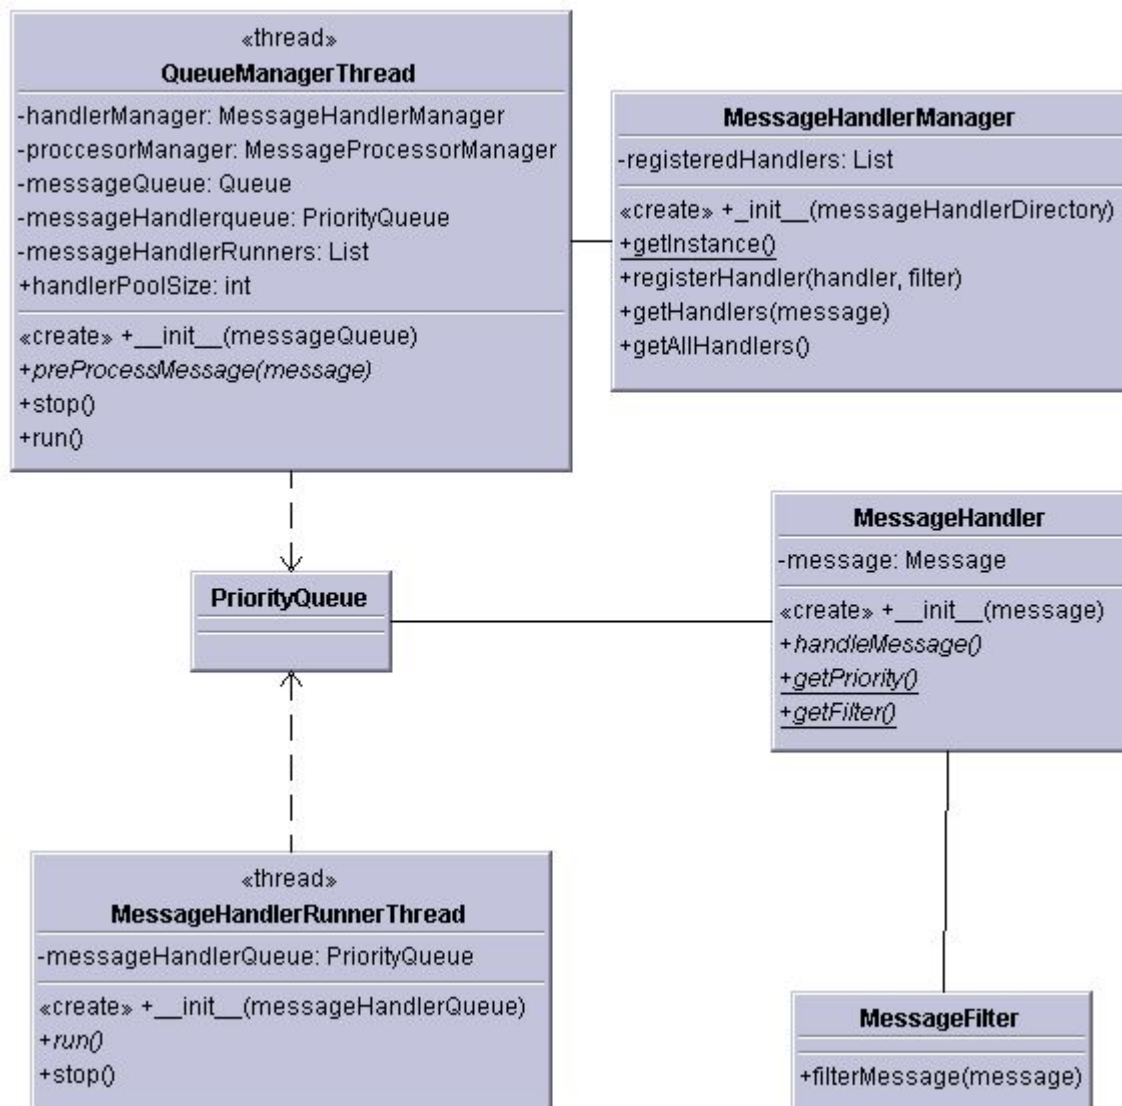 «thread»
QueueManagerThread
-handlerManager: MessageHandlerManager
-proccesorManager: MessageProcessorManager
-messageQueue: Queue
-messageHandlerqueue: PriorityQueue
-messageHandlerRunners: List
+handlerPoolSize: int
«create» +__init__(messageQueue)
+preProcessMessage(message)
+stop()
+run()
MessageHandlerManager
-registeredHandlers: List
«create» +_init__(messageHandlerDirectory)
+getInstance()
+registerHandler(handler, filter)
+getHandlers(message)
+getAllHandlers()
PriorityQueue
MessageHandler
-message: Message
«create» +__init__(message)
+handleMessage()
+getPriority()
+getFilter()
«thread»
MessageHandlerRunnerThread
-messageHandlerQueue: PriorityQueue
«create» +__init__(messageHandlerQueue)
+run()
+stop()
MessageFilter
+filterMessage(message)